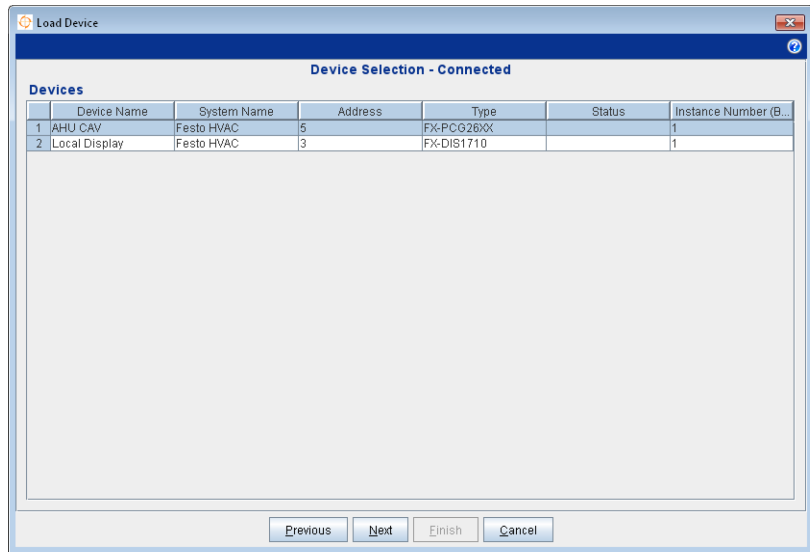 Load Device
Device Selection - Connected
Devices
Device Name System Name Address Type Status Instance Number (B...
1 AHU CAV Festo HVAC 5 FX-PCG26XX 1
2 Local Display Festo HVAC 3 FX-DIS1710 1
Previous Next Finish Cancel